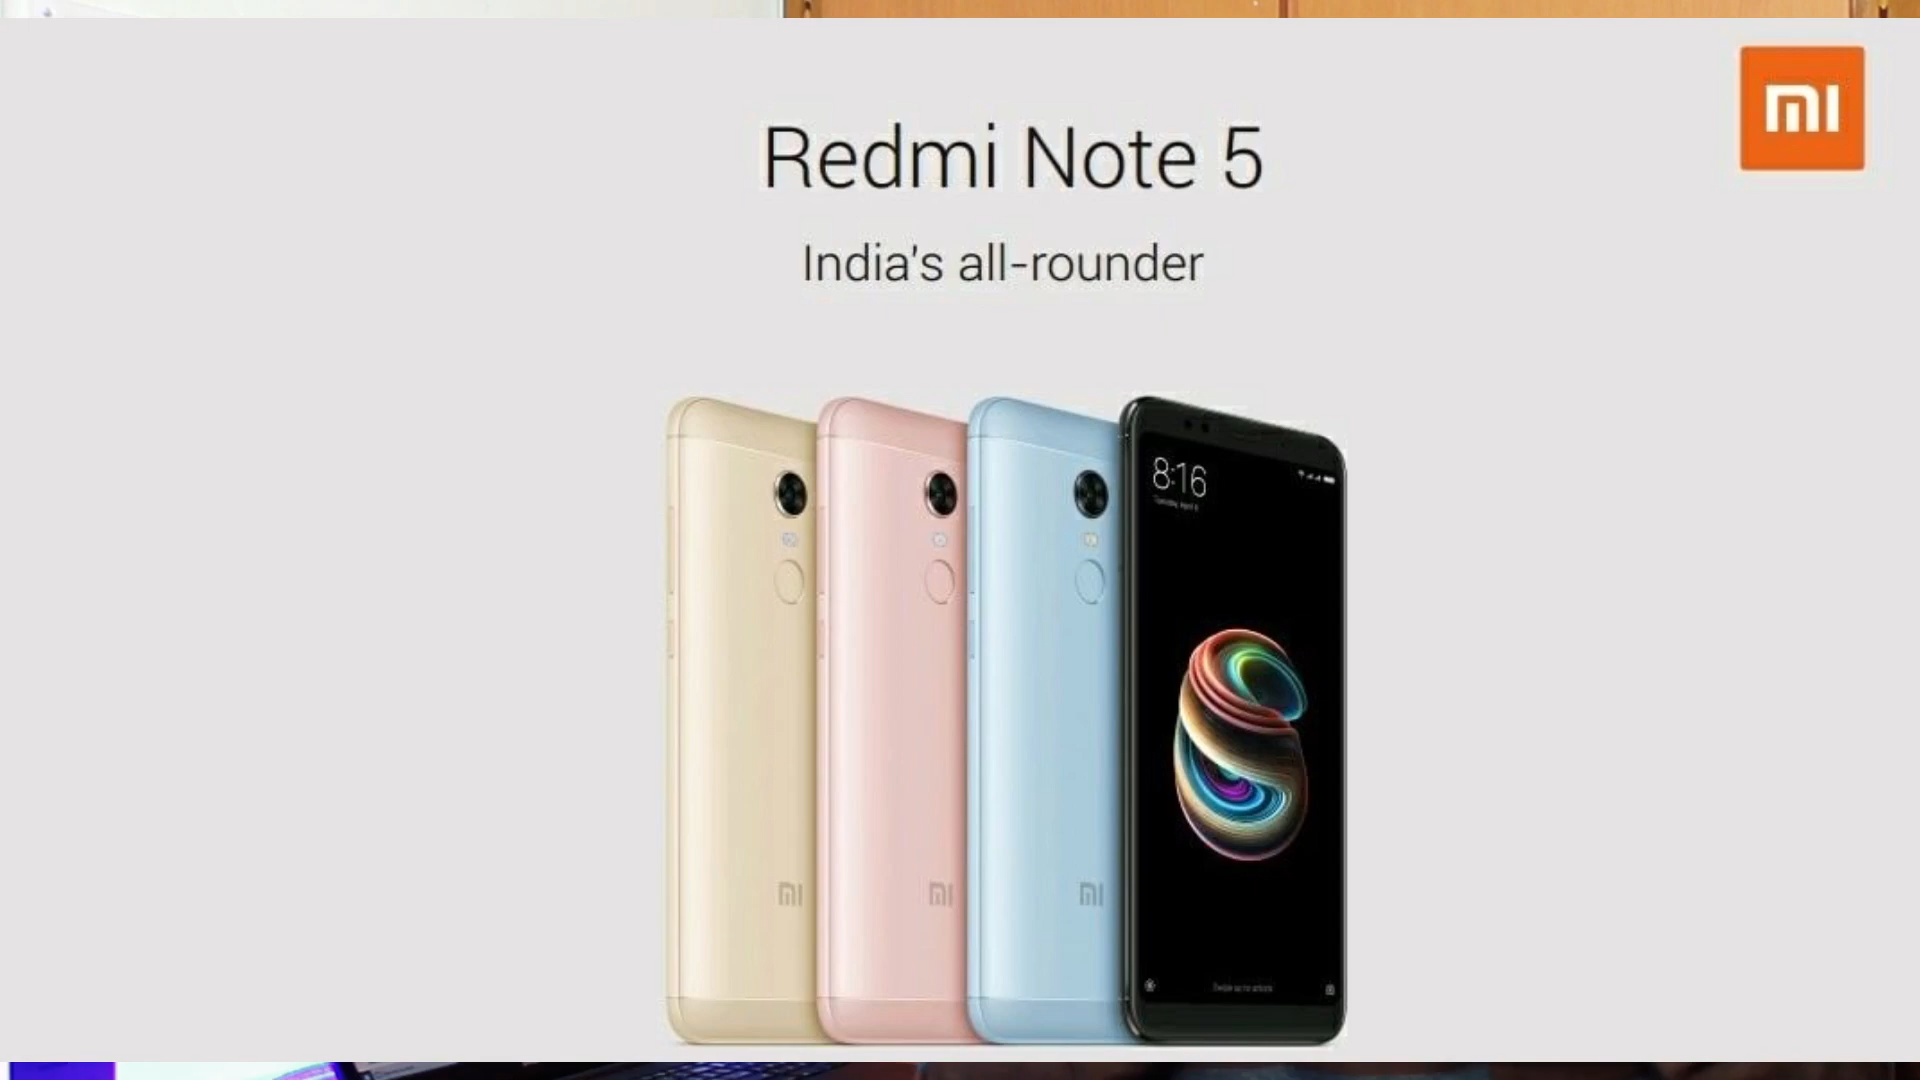 MI
Redmi Note 5
India's all-rounder
8:16
MI MI MI